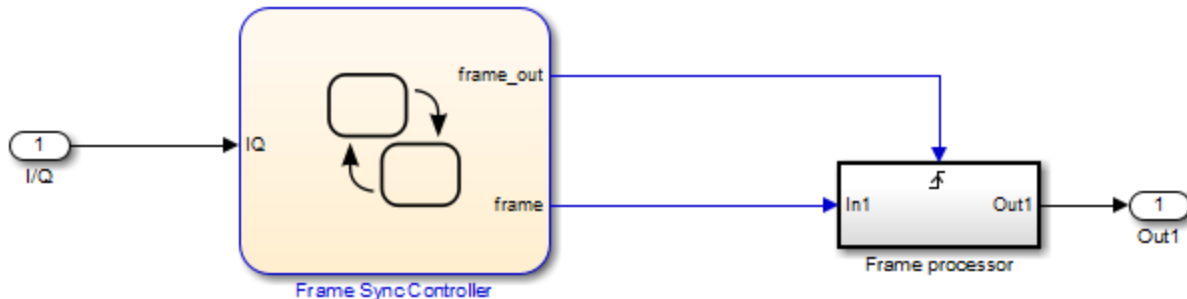 frame_out
1
IQ
I/Q
frame
In1
Out1
1
Out1
Frame processor
Frame Sync Controller